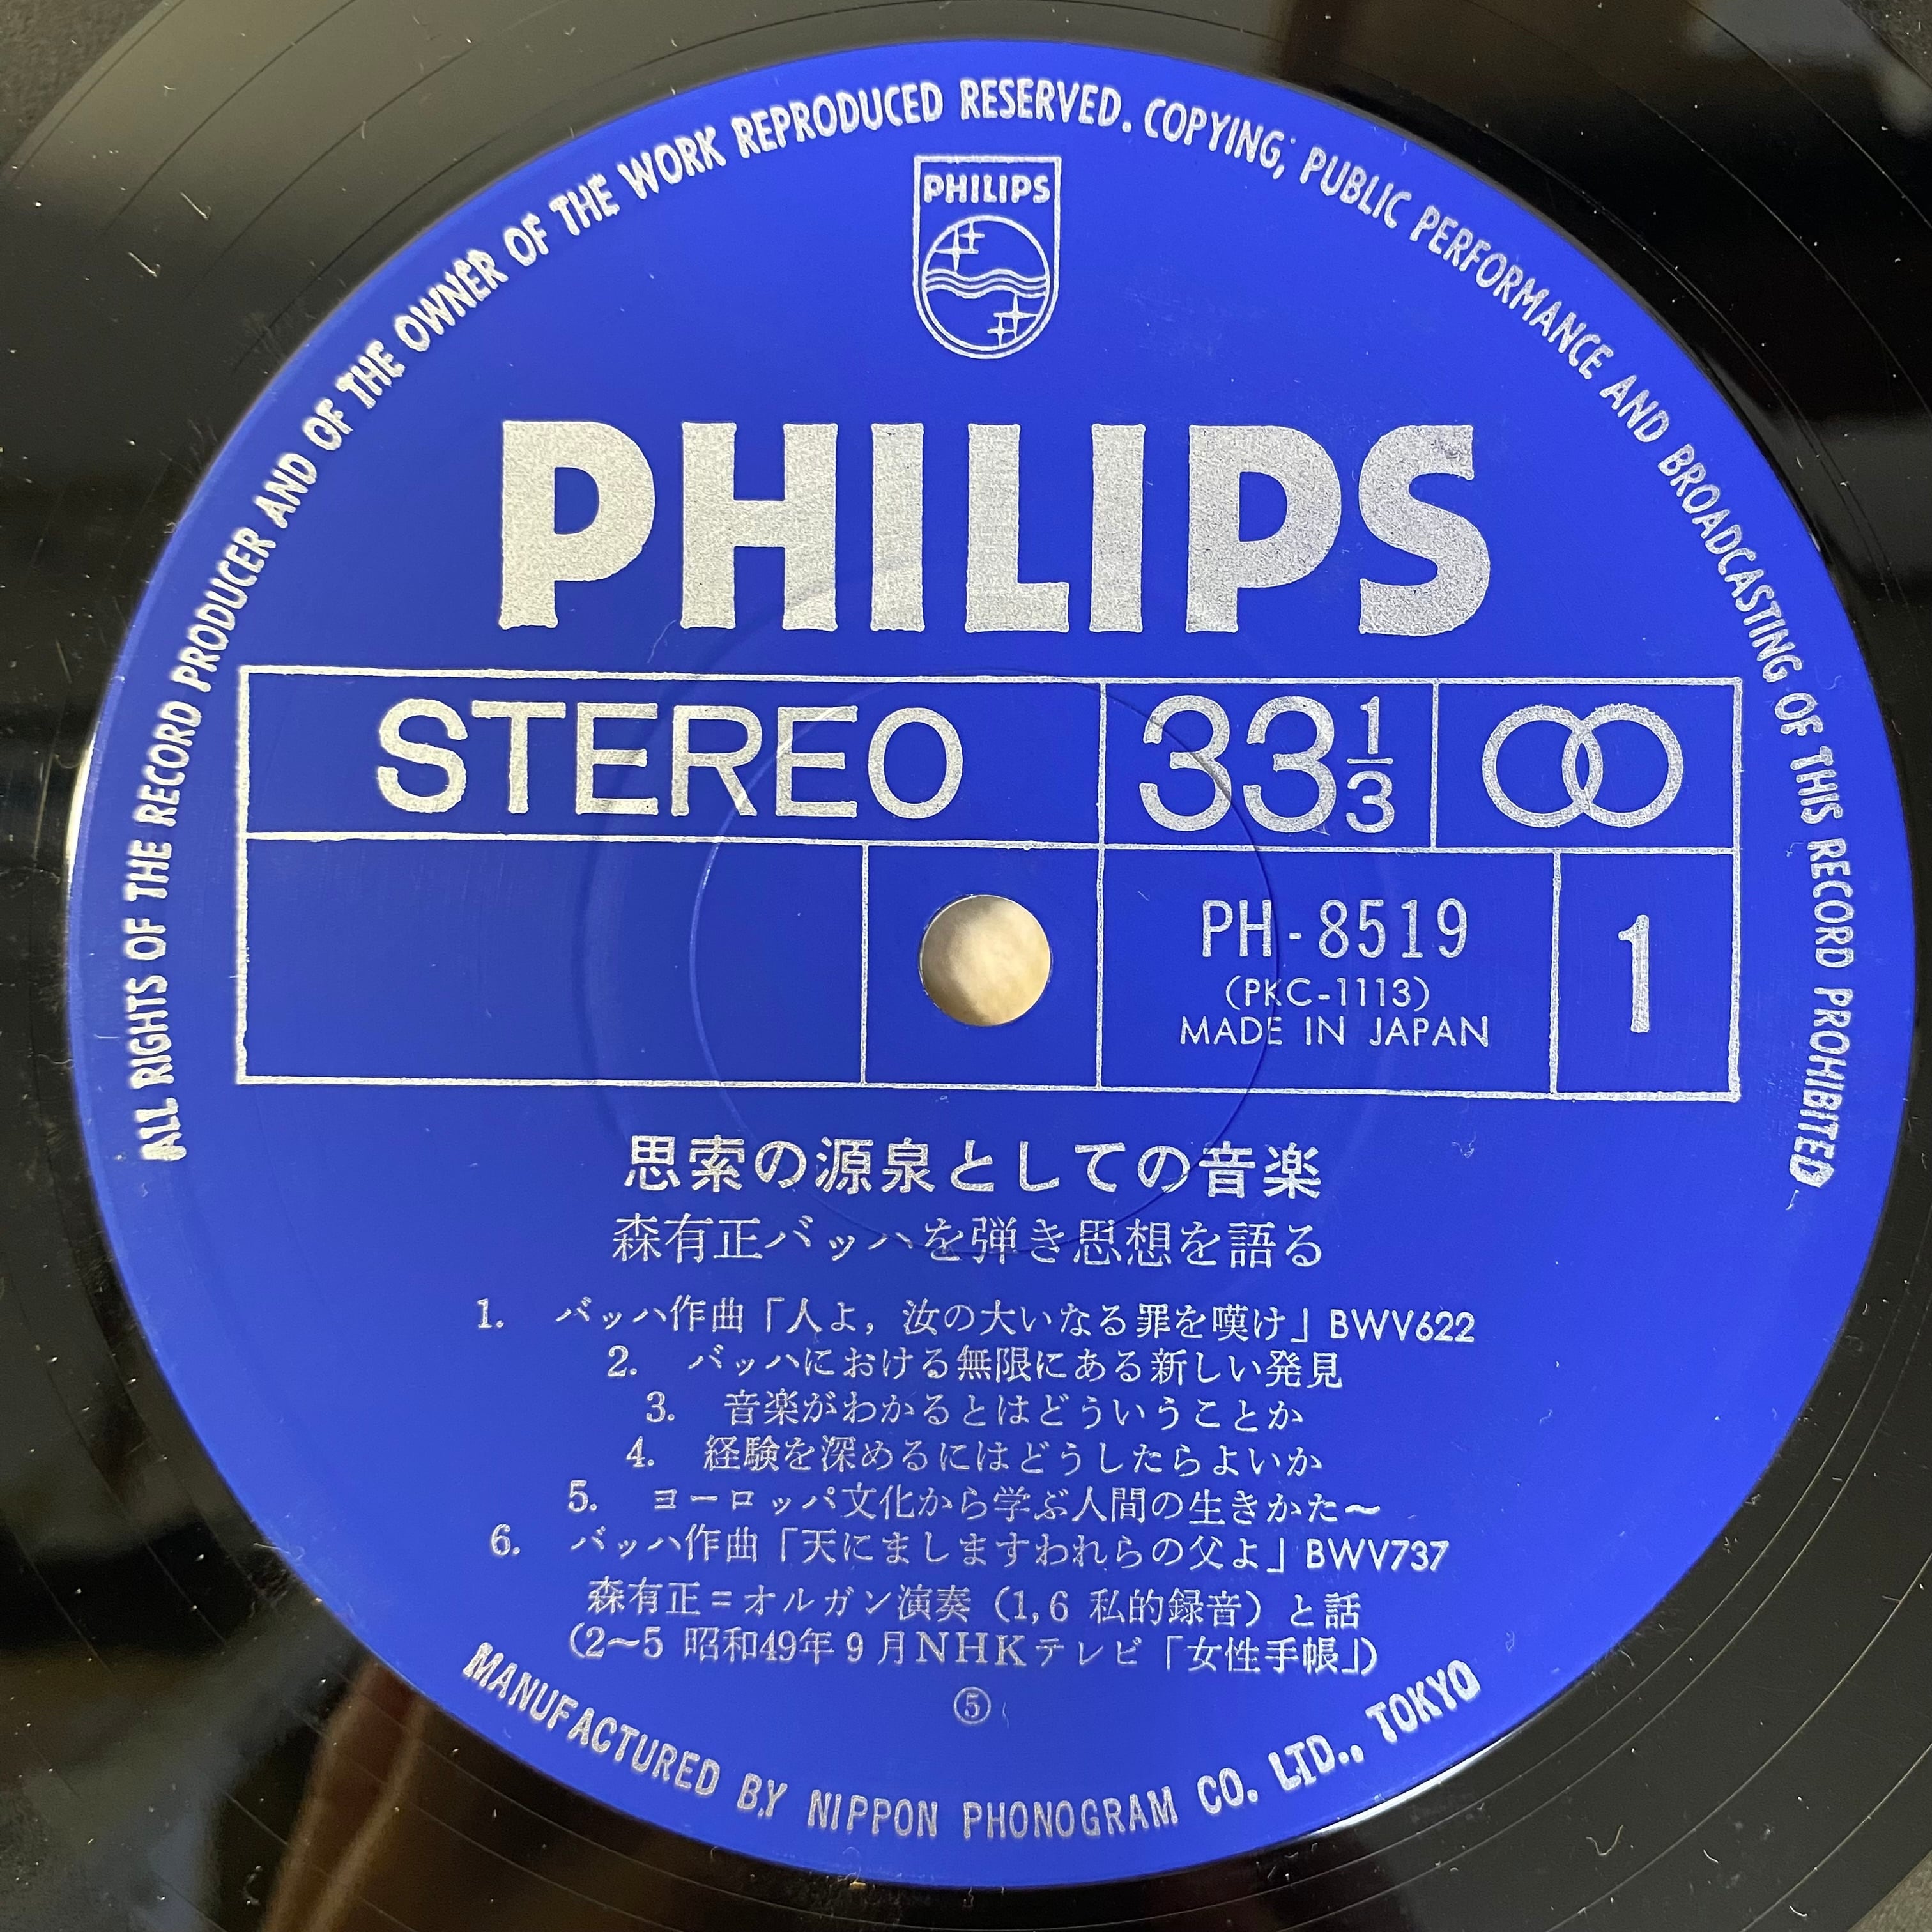 ALL RIGHTS OF THE RECORD PRODUCER AND OF THE OWNER OF THE WORK REPRODUCED RESERVED. COPYING, PUBLIC PERFORMANCE AND BROADCASTING OF THIS RECORD PROHIBITED
PHILIPS
PHILIPS
STEREO 33 1/3
PH-8519
(PKC-1113)
MADE IN JAPAN
1
思索の源泉としての音楽
森有正バッハを弾き思想を語る
1. バッハ作曲「人よ，汝の大いなる罪を嘆け」BWV622
2. バッハにおける無限にある新しい発見
3. 音楽がわかるとはどういうことか
4. 経験を深めるにはどうしたらよいか
5. ヨーロッパ文化から学ぶ人間の生きかた〜
6. バッハ作曲「天にましますわれらの父よ」BWV737
森有正＝オルガン演奏（1,6 私的録音）と話
(2〜5 昭和49年9月NHKテレビ「女性手帳」)
⑤
MANUFACTURED BY NIPPON PHONOGRAM CO. LTD., TOKYO